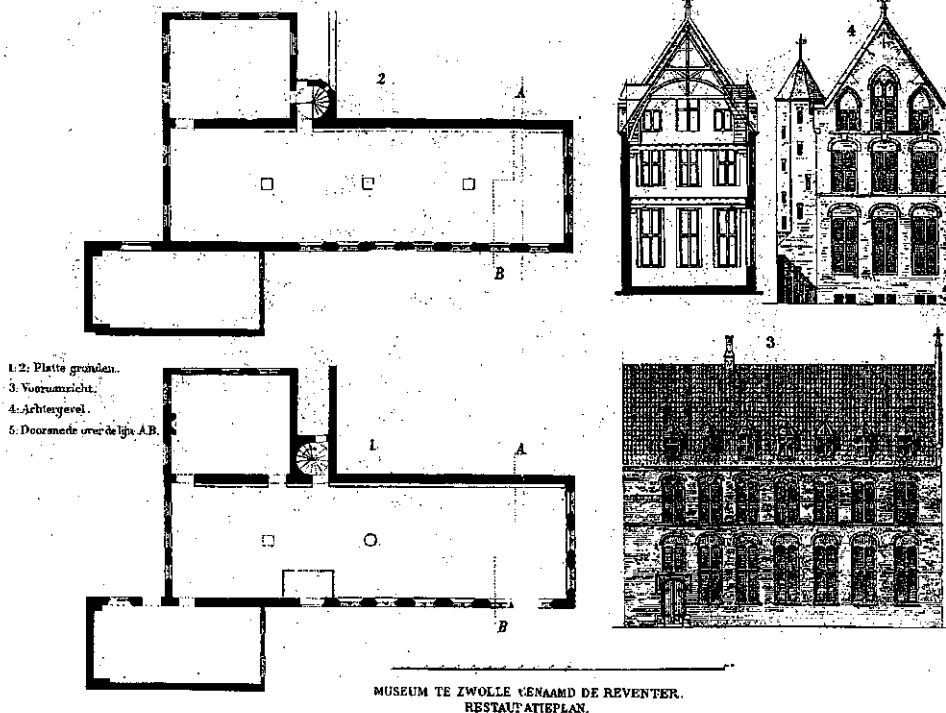 2
A
B
4
1: 2: Platte gronden.
3: Vooraanzicht.
4: Achtergevel.
5: Doorsnede over de lijn A.B.
1.
A
B
3
MUSEUM TE ZWOLLE GENAAMD DE REVENTER.
RESTAURATIEPLAN.